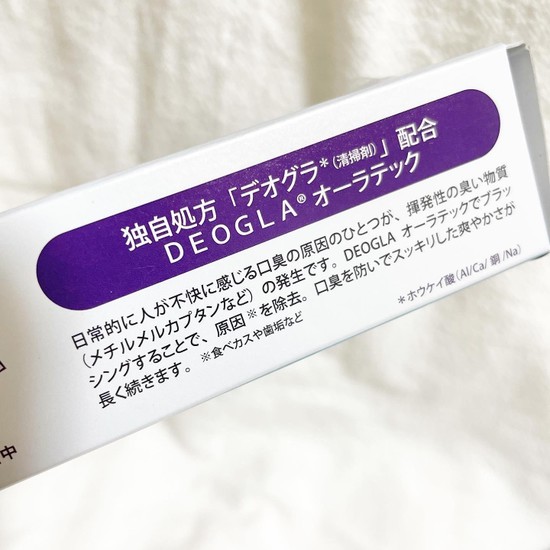 独自処方「デオグラ*(清掃剤)」配合
DEOGLA®オーラテック
日常的に人が不快に感じる口臭の原因のひとつが、揮発性の臭い物質
(メチルメルカプタンなど)の発生です。DEOGLA オーラテックでブラッ
シングすることで、原因※を除去。口臭を防いでスッキリした爽やかさが
長く続きます。※食べカスや歯垢など
*ホウケイ酸(Al/Ca/銅/Na)
中